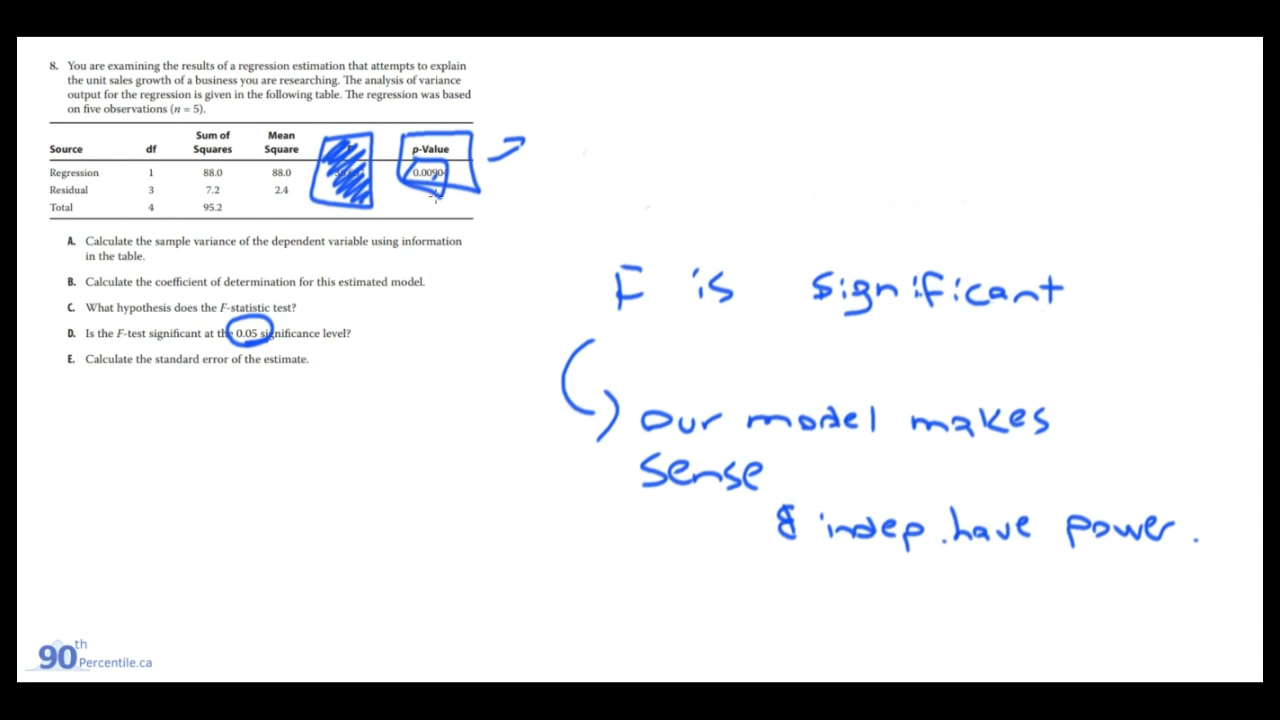 8. You are examining the results of a regression estimation that attempts to explain
the unit sales growth of a business you are researching. The analysis of variance
output for the regression is given in the following table. The regression was based
on five observations (n = 5).
Source df Sum of Squares Mean Square p-Value
Regression 1 88.0 88.0 0.0090
Residual 3 7.2 2.4
Total 4 95.2
A. Calculate the sample variance of the dependent variable using information
in the table.
B. Calculate the coefficient of determination for this estimated model.
C. What hypothesis does the F-statistic test?
D. Is the F-test significant at the 0.05 significance level?
E. Calculate the standard error of the estimate.
F is significant
our model makes
sense
& indep. have power.
90th
Percentile.ca